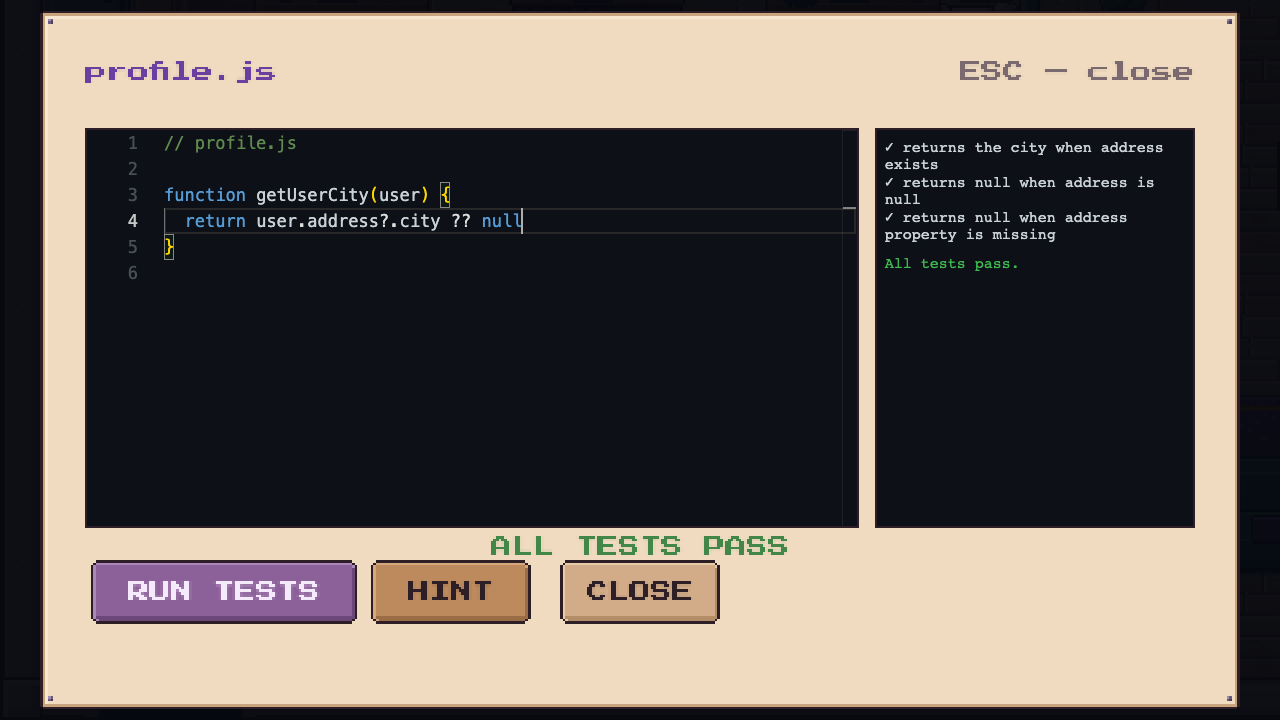 profile.js
ESC — close
1 // profile.js
2
3 function getUserCity(user) {
4   return user.address?.city ?? null
5 }
6
✓ returns the city when address
exists
✓ returns null when address is
null
✓ returns null when address
property is missing
All tests pass.
ALL TESTS PASS
RUN TESTS
HINT
CLOSE